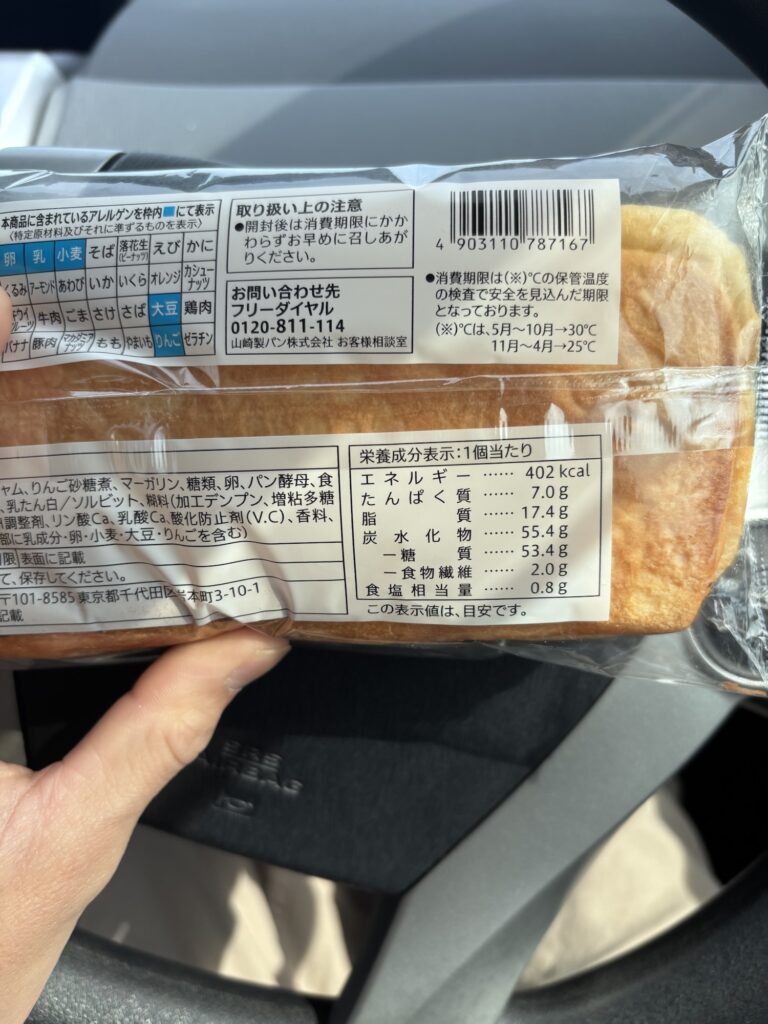 本商品に含まれているアレルゲンを枠内■にて表示
〈特定原材料及びそれに準ずるものを表示〉
卵 乳 小麦 そば 落花生(ピーナッツ) えび かに
くるみ アーモンド あわび いか いくら オレンジ カシューナッツ
牛肉 ごま さけ さば 大豆 鶏肉
バナナ 豚肉 マカダミアナッツ もも やまいも りんご ゼラチン
取り扱い上の注意
●開封後は消費期限にかか
わらずお早めに召しあが
りください。
お問い合わせ先
フリーダイヤル
0120-811-114
山崎製パン株式会社 お客様相談室
4 903110 787167
●消費期限は(※)℃の保管温度
の検査で安全を見込んだ期限
となっております。
(※)℃は、5月〜10月→30℃
11月〜4月→25℃
ャム、りんご砂糖煮、マーガリン、糖類、卵、パン酵母、食
、乳たん白/ソルビット、糊料(加工デンプン、増粘多糖
調整剤、リン酸Ca、乳酸Ca、酸化防止剤(V.C)、香料、
部に乳成分・卵・小麦・大豆・りんごを含む)
限 表面に記載
て、保存してください。
〒101-8585 東京都千代田区 本町3-10-1
記載
栄養成分表示:1個当たり
エネルギー …… 402 kcal
たんぱく質 …… 7.0 g
脂質 …… 17.4 g
炭水化物 …… 55.4 g
−糖質 …… 53.4 g
−食物繊維 …… 2.0 g
食塩相当量 …… 0.8 g
この表示値は、目安です。
SRS
AIRBAG